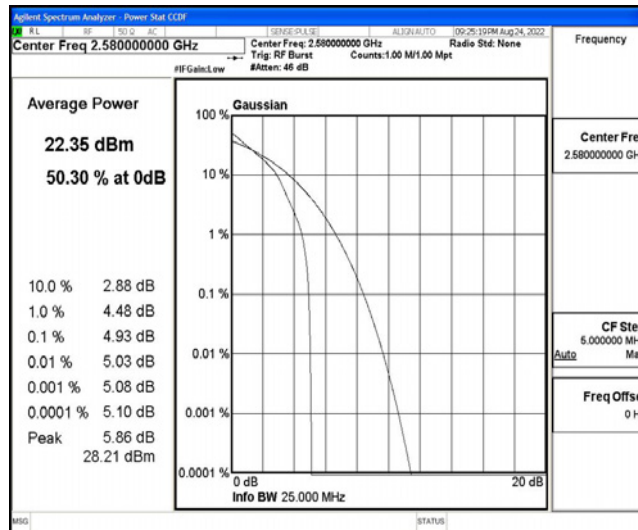 Agilent Spectrum Analyzer - Power Stat CCDF
RL RF 50 Ω AC SENSE:PULSE ALIGN AUTO 09:25:19 PM Aug 24, 2022
Center Freq 2.580000000 GHz
Center Freq: 2.580000000 GHz Radio Std: None
Trig: RF Burst Counts:1.00 M/1.00 Mpt
#IFGain:Low #Atten: 46 dB
Frequency
Average Power
22.35 dBm
50.30 % at 0dB
10.0 % 2.88 dB
1.0 % 4.48 dB
0.1 % 4.93 dB
0.01 % 5.03 dB
0.001 % 5.08 dB
0.0001 % 5.10 dB
Peak 5.86 dB
28.21 dBm
Gaussian
100 %
10 %
1 %
0.1 %
0.01 %
0.001 %
0.0001 %
0 dB 20 dB
Info BW 25.000 MHz
Center Fre
2.580000000 GH
CF Ste
5.000000 MH
Auto Ma
Freq Offse
0 H
MSG STATUS